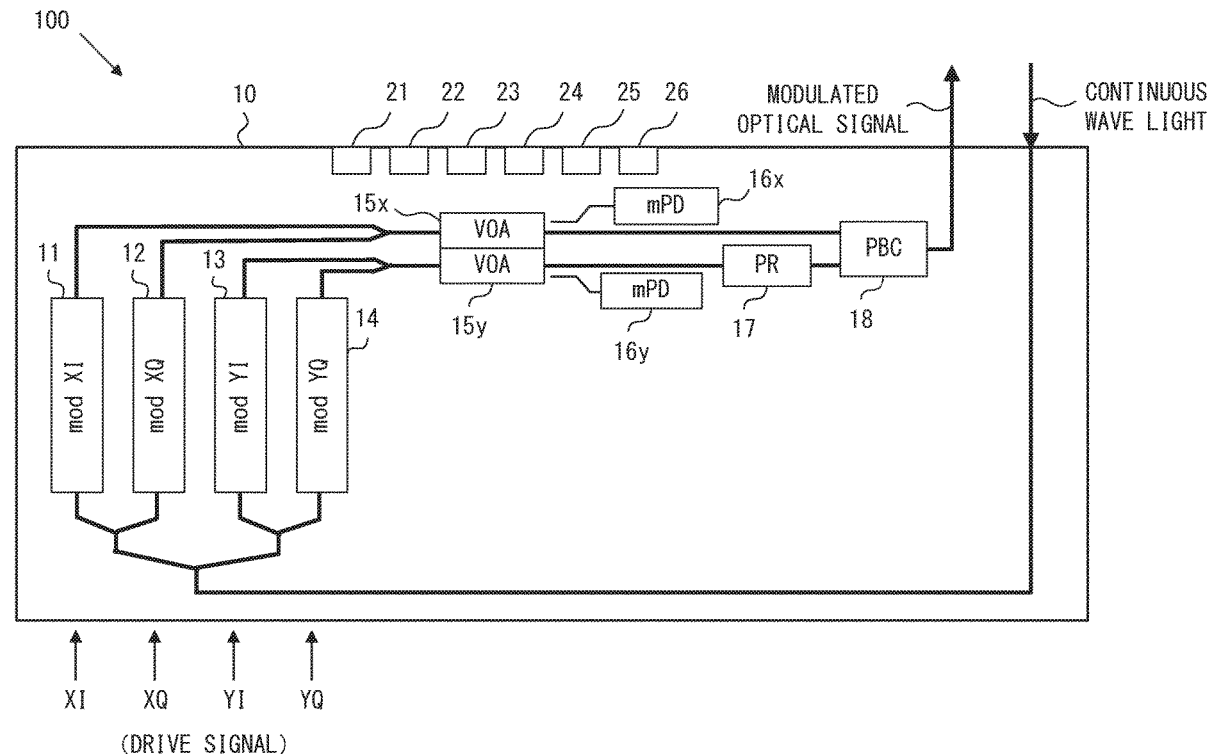 100
10
21 22 23 24 25 26
MODULATED
OPTICAL SIGNAL
CONTINUOUS
WAVE LIGHT
15x
16x
mPD
VOA
VOA
PBC
PR
mPD
11
12
13
14
15y
16y
17
18
mod XI
mod XQ
mod YI
mod YQ
XI XQ YI YQ
(DRIVE SIGNAL)